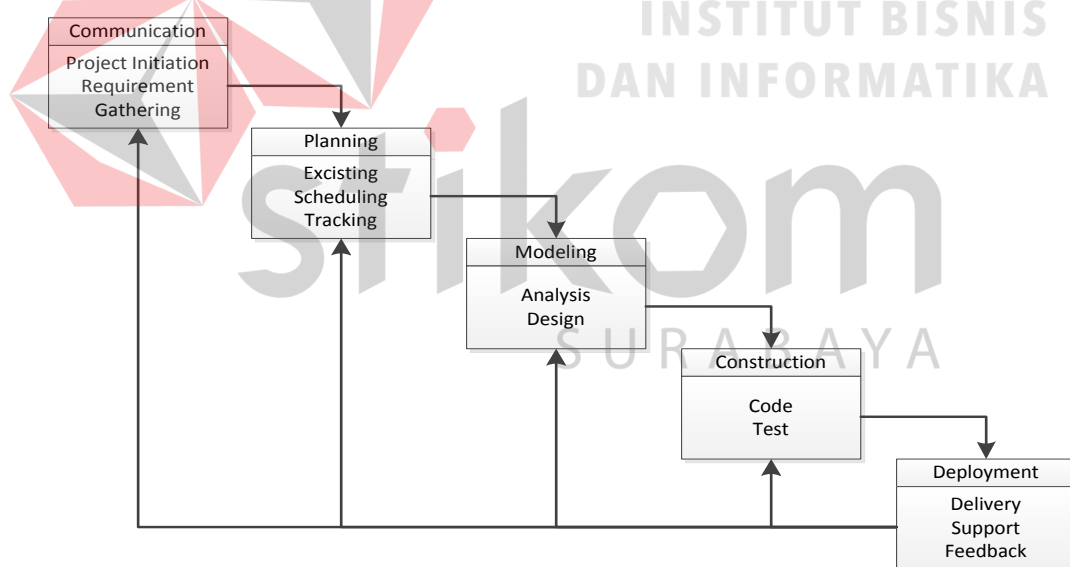 INSTITUT BISNIS
DAN INFORMATIKA
stikom
SURABAYA
Communication
Project Initiation
Requirement
Gathering
Planning
Excisting
Scheduling
Tracking
Modeling
Analysis
Design
Construction
Code
Test
Deployment
Delivery
Support
Feedback